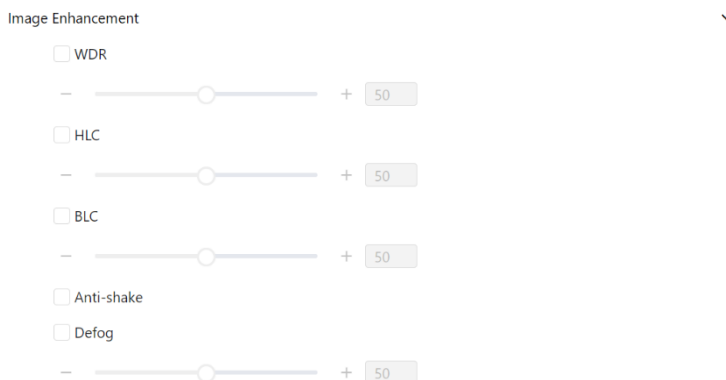 Image Enhancement
WDR
− + 50
HLC
− + 50
BLC
− + 50
Anti-shake
Defog
− + 50